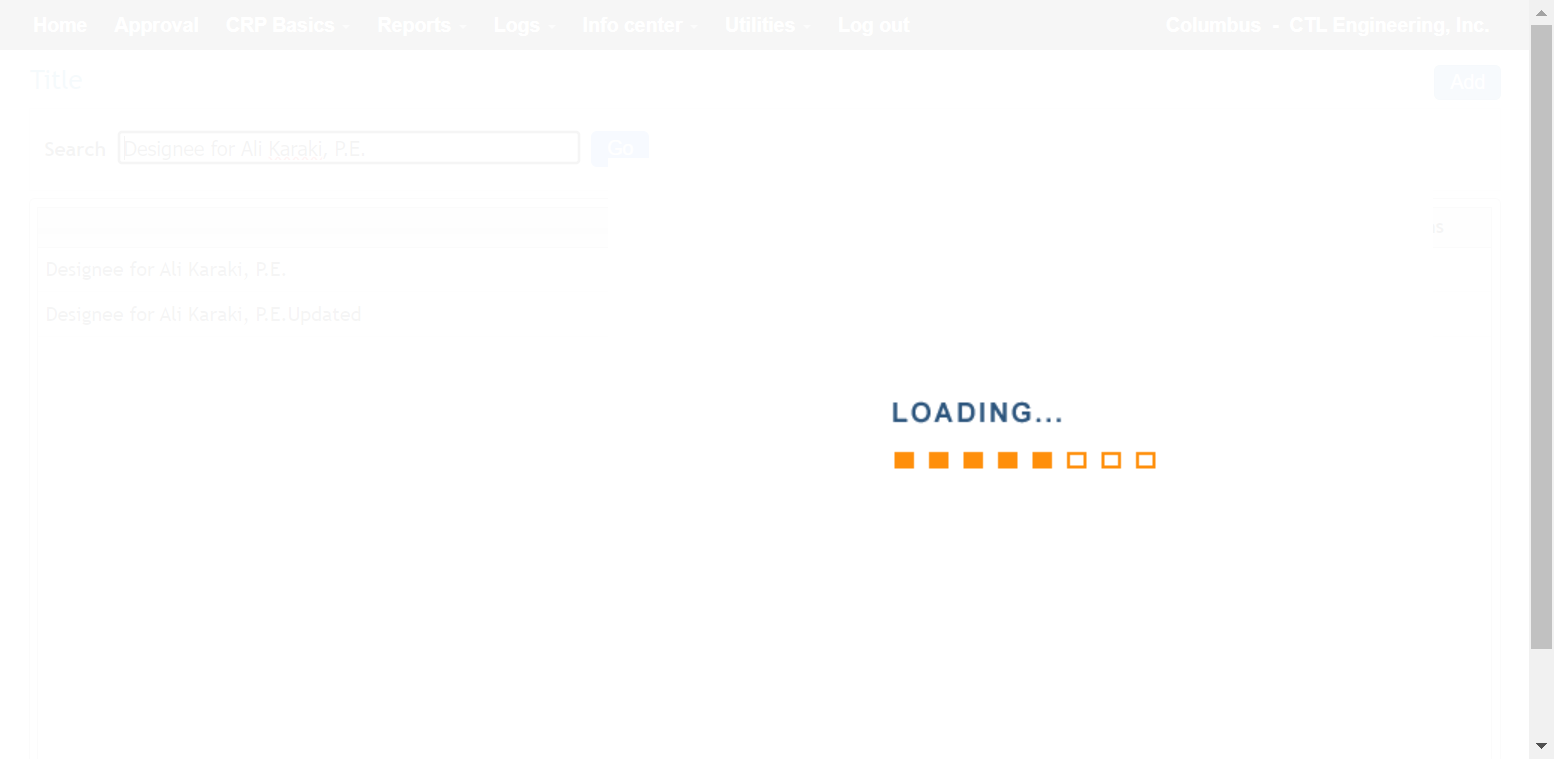 Home Approval CRP Basics Reports Logs Info center Utilities Log out Columbus - CTL Engineering, Inc.
Title Add
Search Designee for Ali Karaki, P.E. Go
Designee for Ali Karaki, P.E.
Designee for Ali Karaki, P.E.Updated
LOADING...